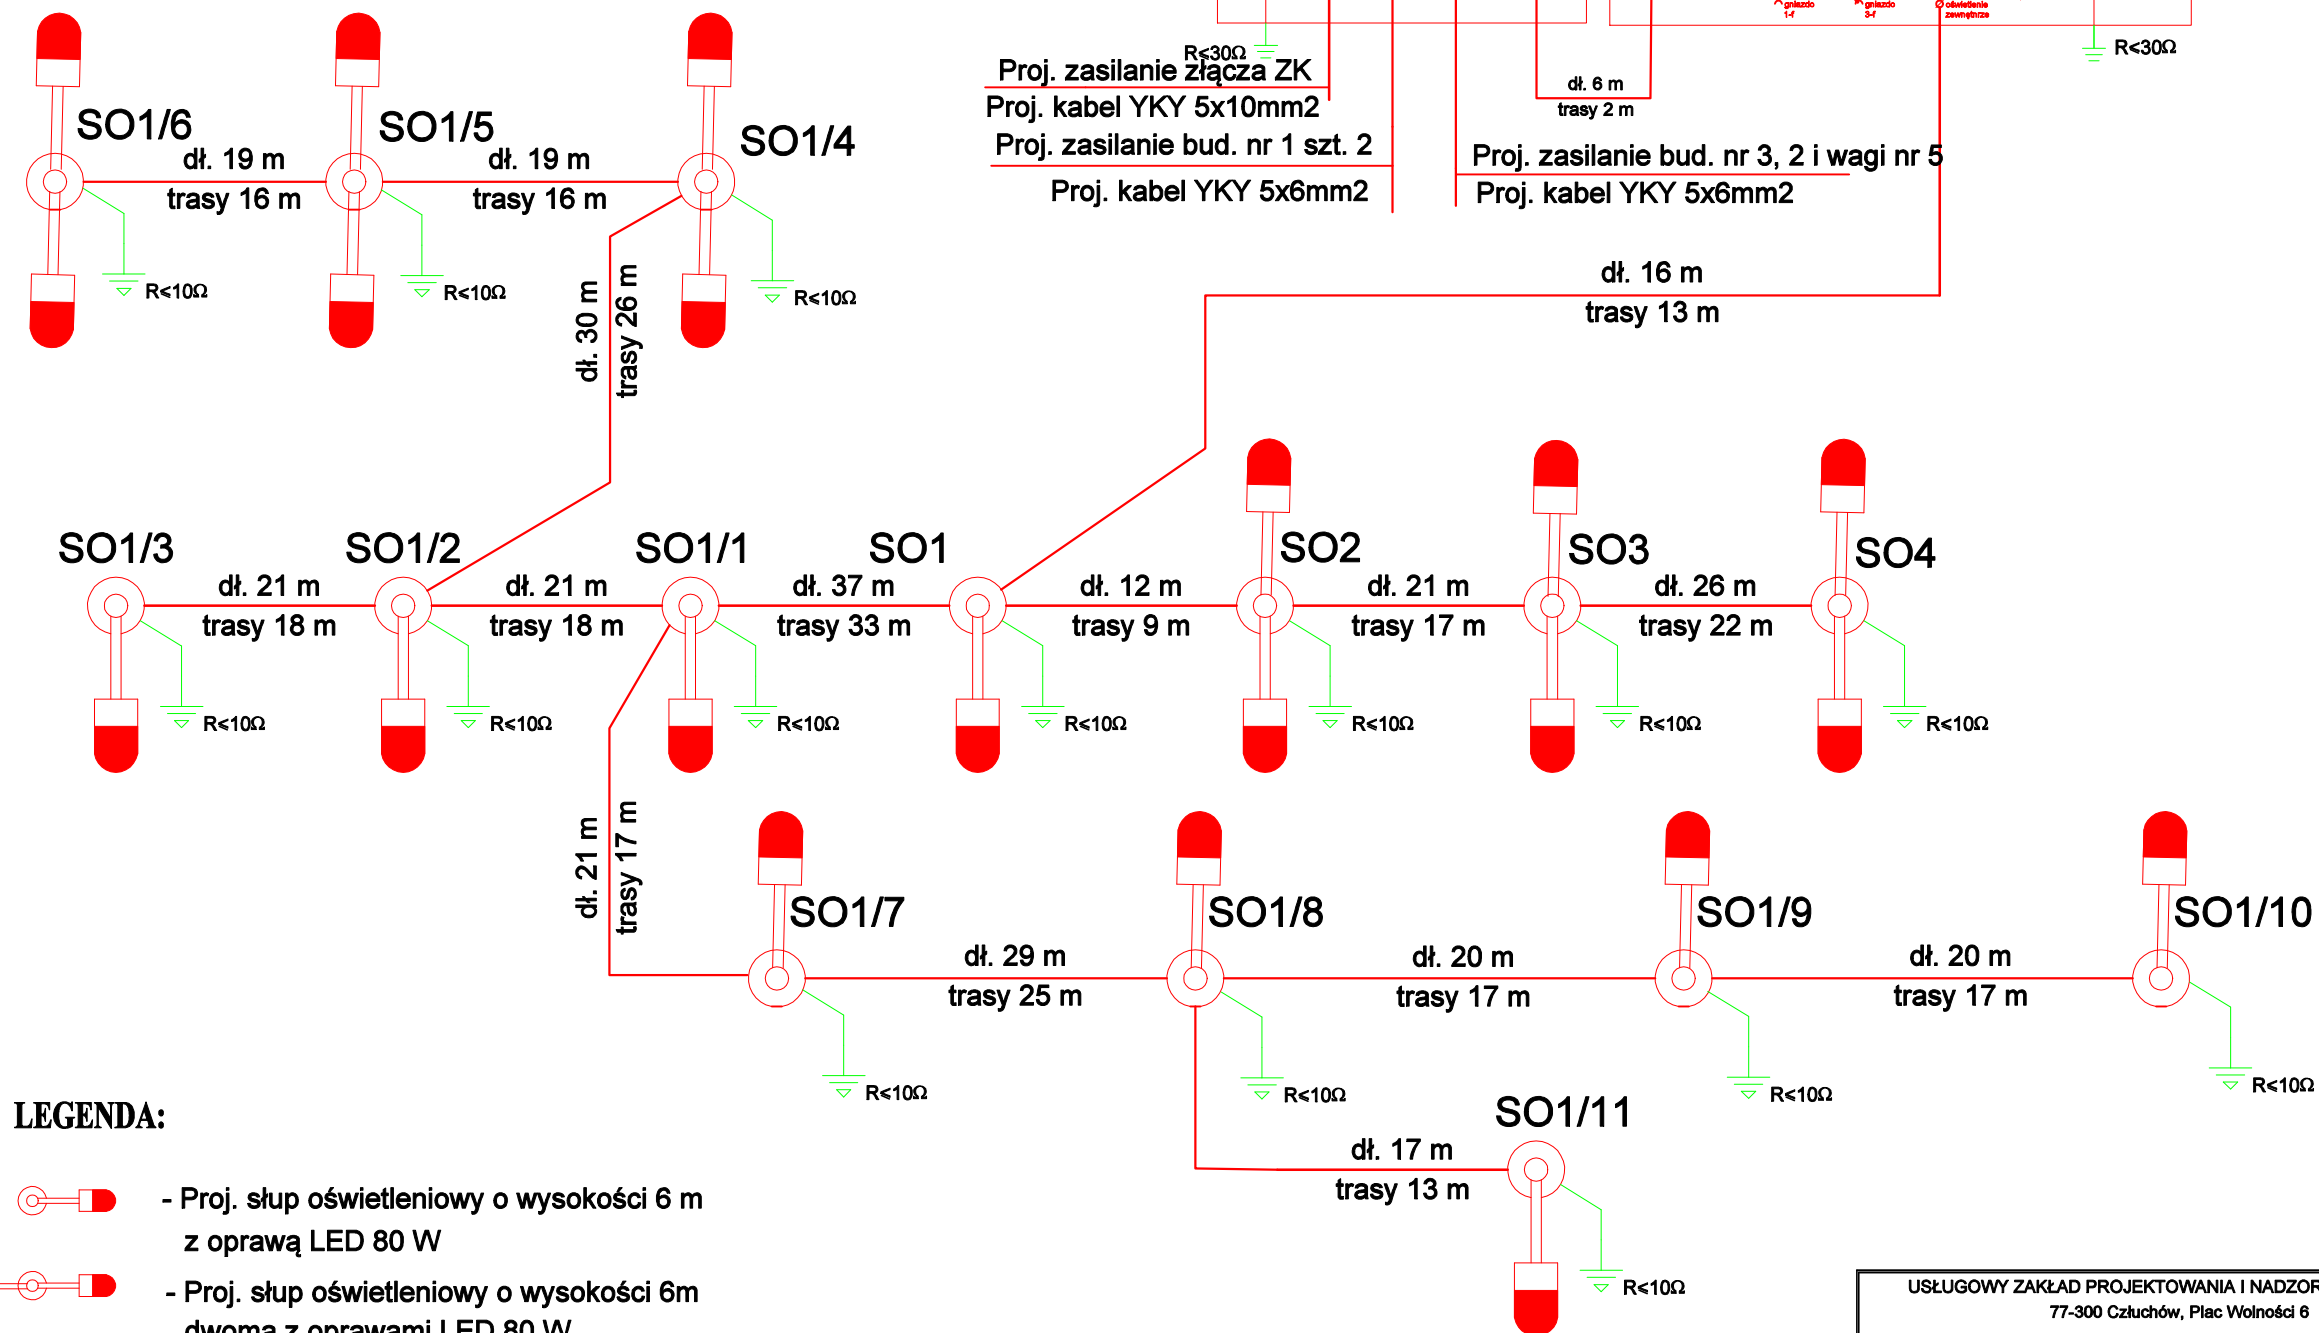 gniazdo
1-f
gniazdo
3-f
oświetlenie
zewnętrze
R≤30Ω
R≤30Ω
Proj. zasilanie złącza ZK
Proj. kabel YKY 5x10mm2
Proj. zasilanie bud. nr 1 szt. 2
Proj. kabel YKY 5x6mm2
dł. 6 m
trasy 2 m
Proj. zasilanie bud. nr 3, 2 i wagi nr 5
Proj. kabel YKY 5x6mm2
SO1/6
SO1/5
SO1/4
dł. 19 m
trasy 16 m
dł. 19 m
trasy 16 m
R≤10Ω
R≤10Ω
R≤10Ω
dł. 30 m
trasy 26 m
dł. 16 m
trasy 13 m
SO1/3
SO1/2
SO1/1
SO1
SO2
SO3
SO4
dł. 21 m
trasy 18 m
dł. 21 m
trasy 18 m
dł. 37 m
trasy 33 m
dł. 12 m
trasy 9 m
dł. 21 m
trasy 17 m
dł. 26 m
trasy 22 m
R≤10Ω
R≤10Ω
R≤10Ω
R≤10Ω
R≤10Ω
R≤10Ω
R≤10Ω
dł. 21 m
trasy 17 m
SO1/7
SO1/8
SO1/9
SO1/10
dł. 29 m
trasy 25 m
dł. 20 m
trasy 17 m
dł. 20 m
trasy 17 m
R≤10Ω
R≤10Ω
R≤10Ω
R≤10Ω
SO1/11
dł. 17 m
trasy 13 m
R≤10Ω
LEGENDA:
- Proj. słup oświetleniowy o wysokości 6 m
z oprawą LED 80 W
- Proj. słup oświetleniowy o wysokości 6m
dwoma z oprawami LED 80 W
USŁUGOWY ZAKŁAD PROJEKTOWANIA I NADZOR
77-300 Człuchów, Plac Wolności 6